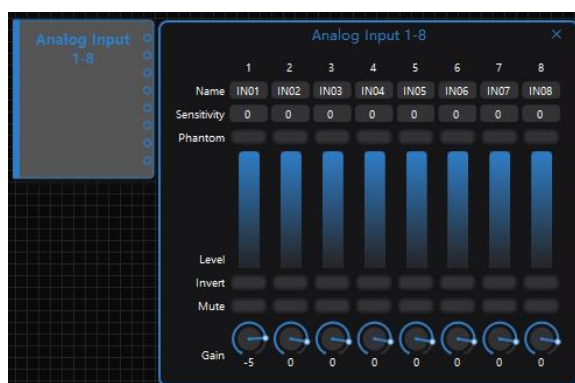 Analog Input
1-8
Analog Input 1-8 ×
1 2 3 4 5 6 7 8
Name IN01 IN02 IN03 IN04 IN05 IN06 IN07 IN08
Sensitivity 0 0 0 0 0 0 0 0
Phantom
Level
Invert
Mute
Gain -5 0 0 0 0 0 0 0